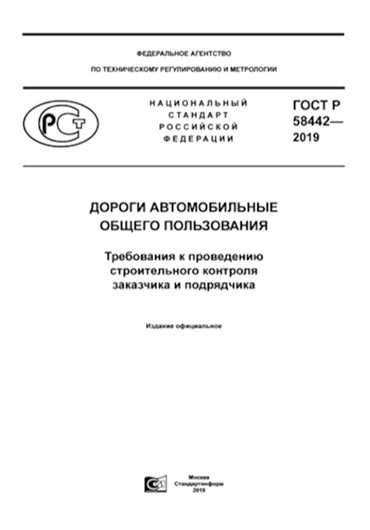 ФЕДЕРАЛЬНОЕ АГЕНТСТВО
ПО ТЕХНИЧЕСКОМУ РЕГУЛИРОВАНИЮ И МЕТРОЛОГИИ
РСТ
НАЦИОНАЛЬНЫЙ
СТАНДАРТ
РОССИЙСКОЙ
ФЕДЕРАЦИИ
ГОСТ Р
58442—
2019
ДОРОГИ АВТОМОБИЛЬНЫЕ
ОБЩЕГО ПОЛЬЗОВАНИЯ
Требования к проведению
строительного контроля
заказчика и подрядчика
Издание официальное
Москва
Стандартинформ
2019